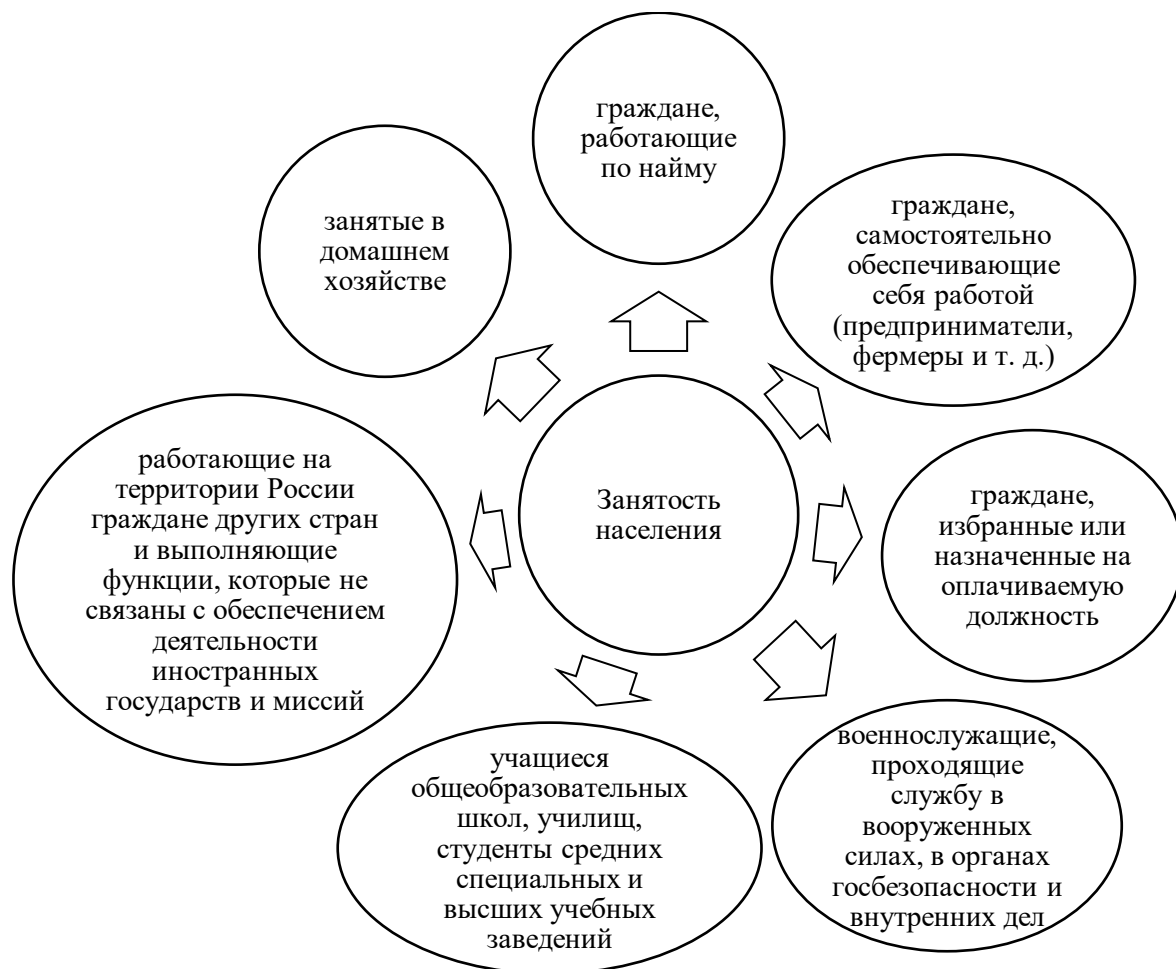 граждане,
работающие
по найму
занятые в
домашнем
хозяйстве
граждане,
самостоятельно
обеспечивающие
себя работой
(предприниматели,
фермеры и т. д.)
работающие на
территории России
граждане других стран
и выполняющие
функции, которые не
связаны с обеспечением
деятельности
иностранных
государств и миссий
Занятость
населения
граждане,
избранные или
назначенные на
оплачиваемую
должность
учащиеся
общеобразовательных
школ, училищ,
студенты средних
специальных и
высших учебных
заведений
военнослужащие,
проходящие
службу в
вооруженных
силах, в органах
госбезопасности и
внутренних дел